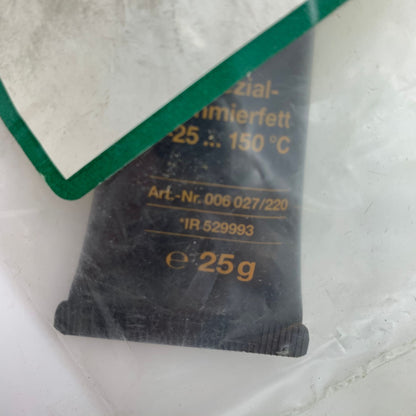 zial-
mierfett
-25 ... 150 °C
Art.-Nr. 006 027/220
*IR 529993
℮ 25 g